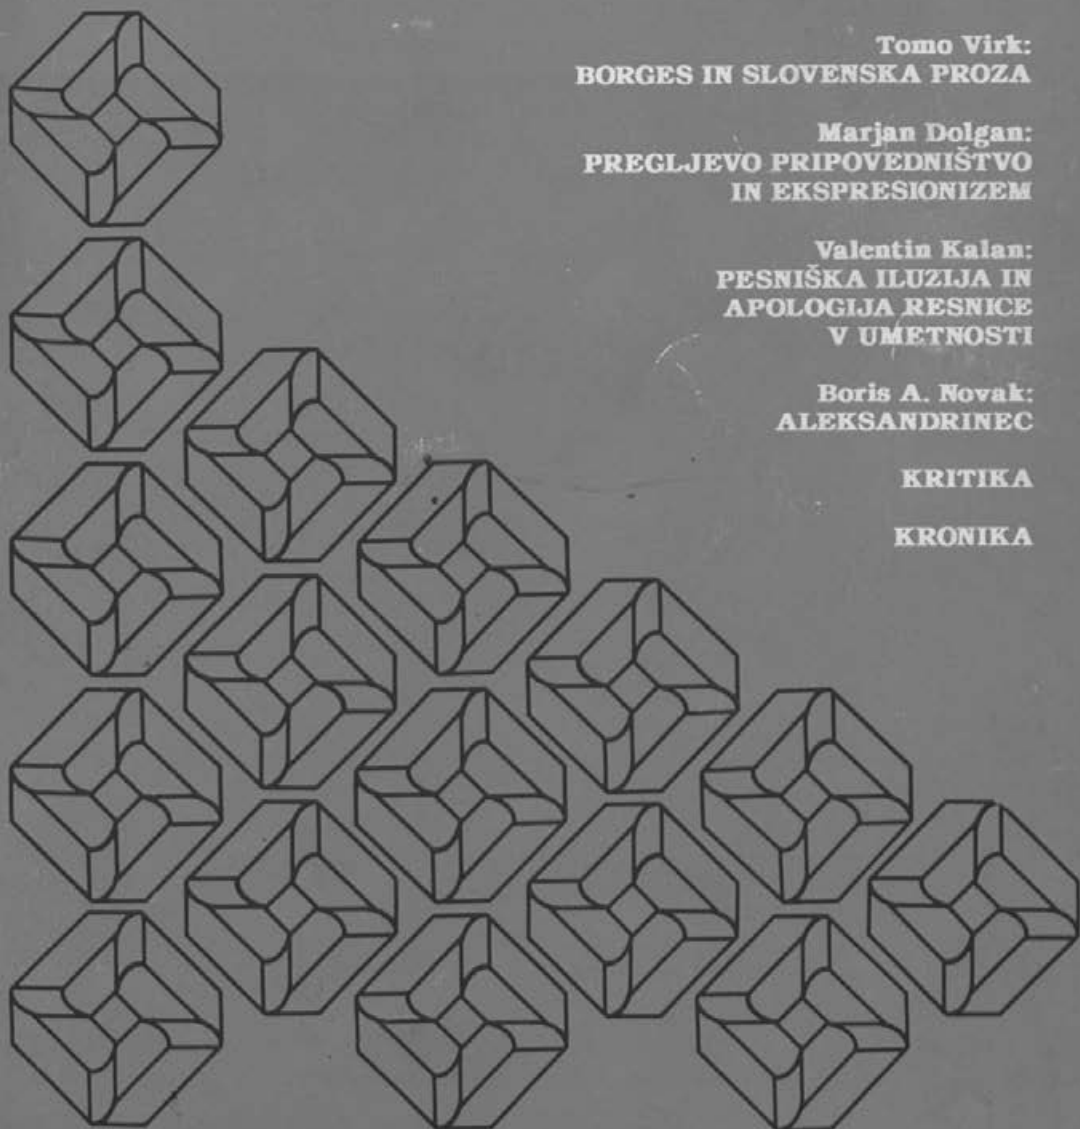 Tomo Virk:
BORGES IN SLOVENSKA PROZA
Marjan Dolgan:
PREGLJEVO PRIPOVEDNIŠTVO
IN EKSPRESIONIZEM
Valentin Kalan:
PESNIŠKA ILUZIJA IN
APOLOGIJA RESNICE
V UMETNOSTI
Boris A. Novak:
ALEKSANDRINEC
KRITIKA
KRONIKA